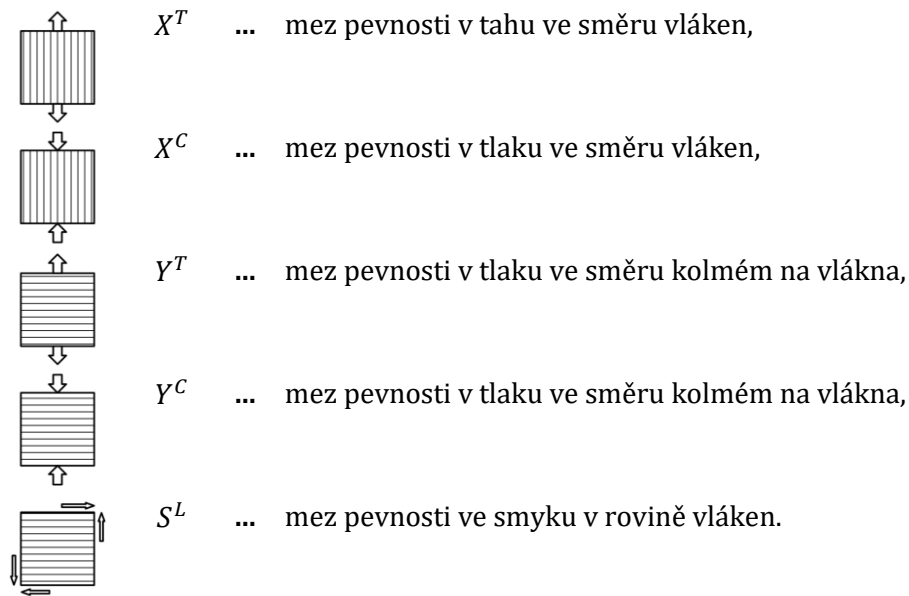 X^T ... mez pevnosti v tahu ve směru vláken,
X^C ... mez pevnosti v tlaku ve směru vláken,
Y^T ... mez pevnosti v tlaku ve směru kolmém na vlákna,
Y^C ... mez pevnosti v tlaku ve směru kolmém na vlákna,
S^L ... mez pevnosti ve smyku v rovině vláken.